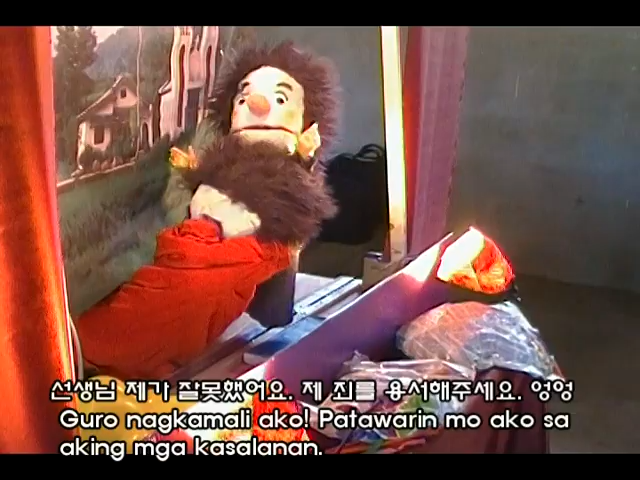 선생님 제가 잘못했어요. 제 죄를 용서해주세요. 엉엉
Guro nagkamali ako! Patawarin mo ako sa
aking mga kasalanan.